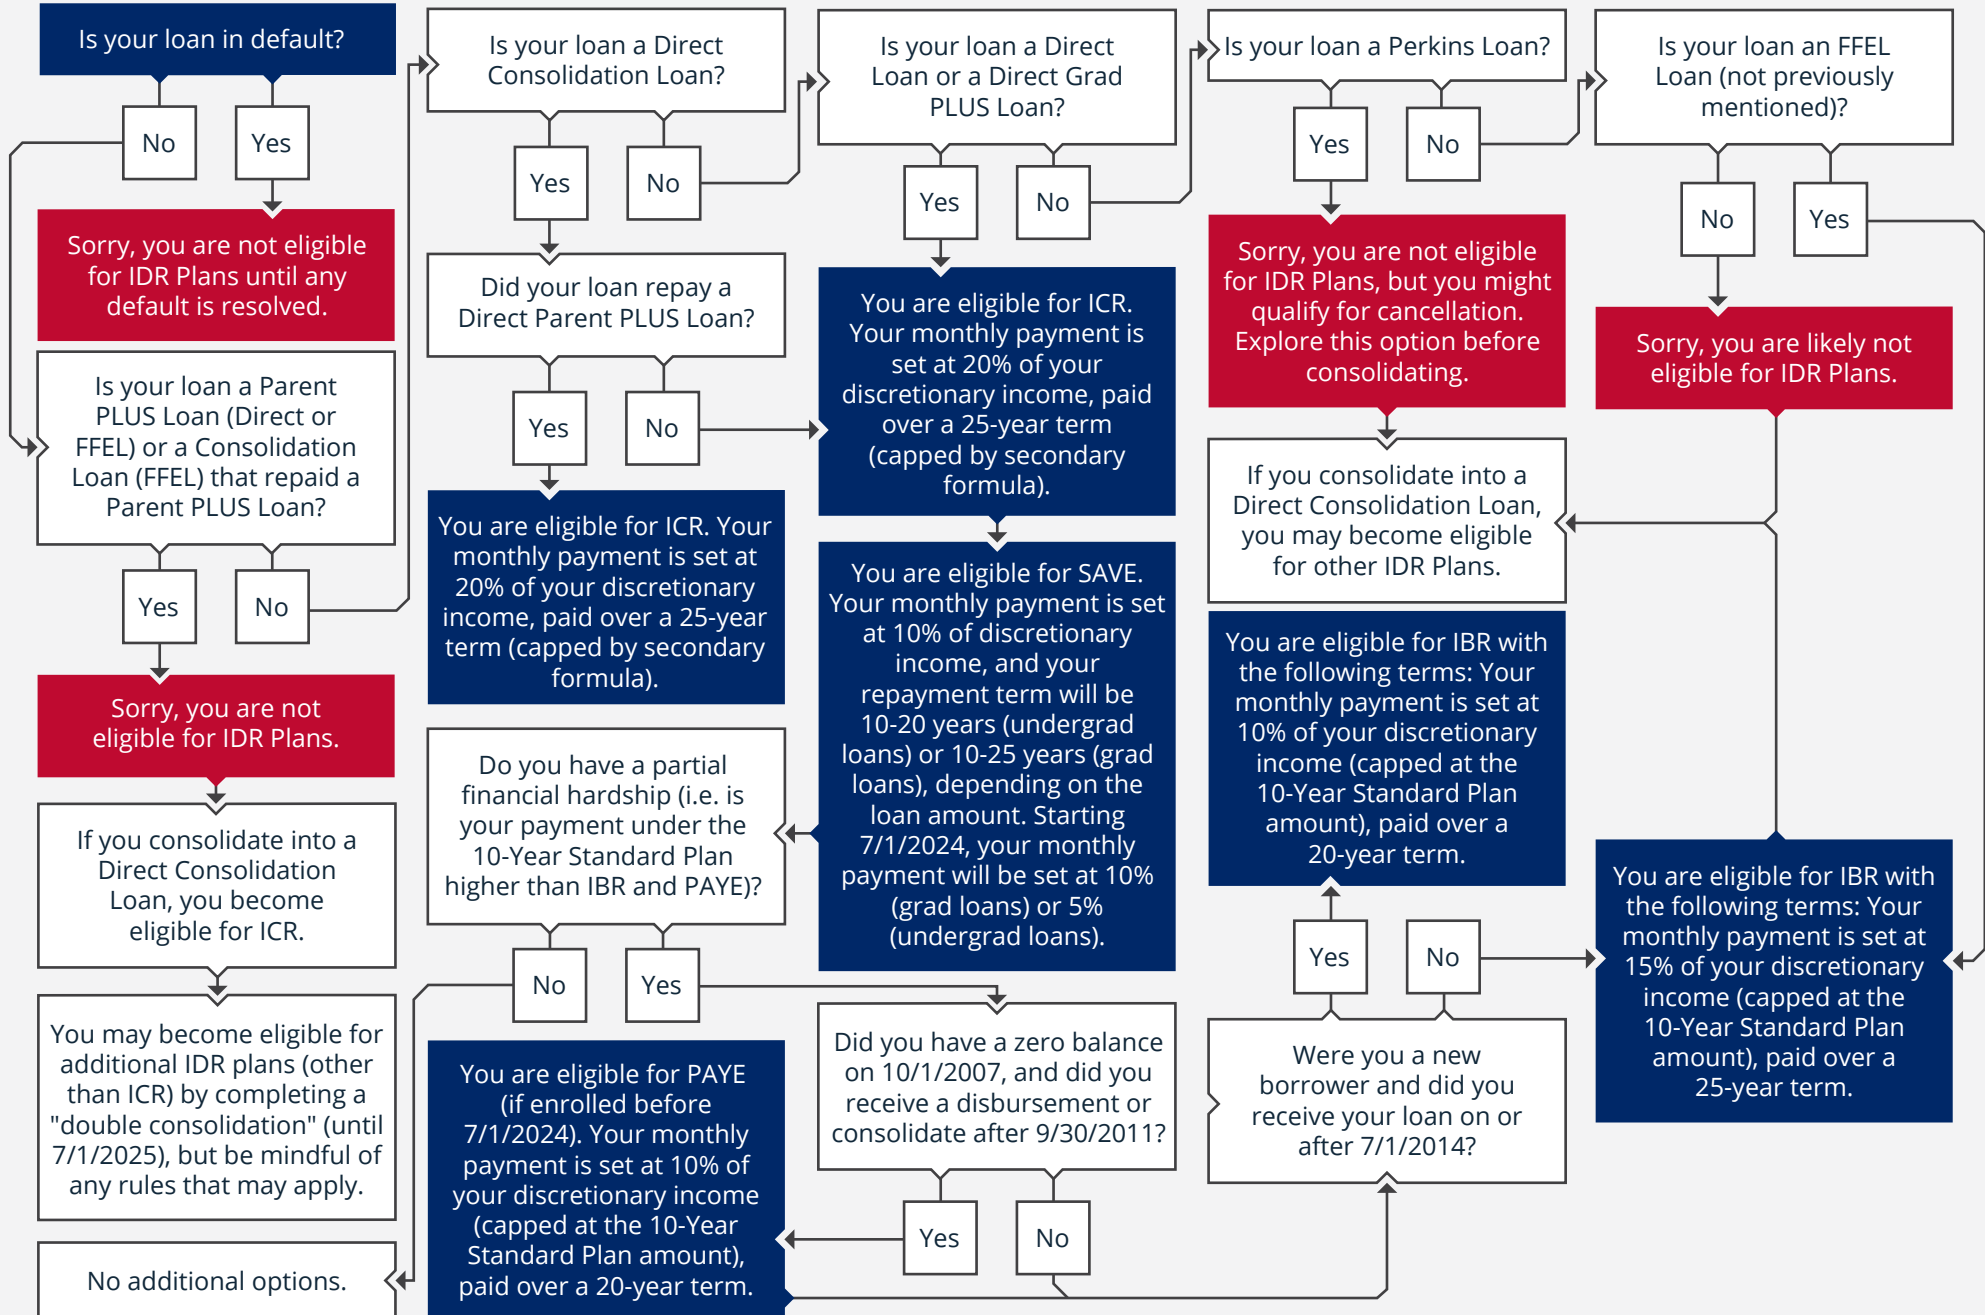 Is your loan in default?
No
Yes
Sorry, you are not eligible
for IDR Plans until any
default is resolved.
Is your loan a Parent
PLUS Loan (Direct or
FFEL) or a Consolidation
Loan (FFEL) that repaid a
Parent PLUS Loan?
Yes
No
Sorry, you are not
eligible for IDR Plans.
If you consolidate into a
Direct Consolidation
Loan, you become
eligible for ICR.
You may become eligible for
additional IDR plans (other
than ICR) by completing a
"double consolidation" (until
7/1/2025), but be mindful of
any rules that may apply.
No additional options.
Is your loan a Direct
Consolidation Loan?
Yes
No
Did your loan repay a
Direct Parent PLUS Loan?
Yes
No
You are eligible for ICR. Your
monthly payment is set at
20% of your discretionary
income, paid over a 25-year
term (capped by secondary
formula).
Do you have a partial
financial hardship (i.e. is
your payment under the
10-Year Standard Plan
higher than IBR and PAYE)?
No
Yes
You are eligible for PAYE
(if enrolled before
7/1/2024). Your monthly
payment is set at 10% of
your discretionary income
(capped at the 10-Year
Standard Plan amount),
paid over a 20-year term.
Is your loan a Direct
Loan or a Direct Grad
PLUS Loan?
Yes
No
You are eligible for ICR.
Your monthly payment is
set at 20% of your
discretionary income, paid
over a 25-year term
(capped by secondary
formula).
You are eligible for SAVE.
Your monthly payment is set
at 10% of discretionary
income, and your
repayment term will be
10-20 years (undergrad
loans) or 10-25 years (grad
loans), depending on the
loan amount. Starting
7/1/2024, your monthly
payment will be set at 10%
(grad loans) or 5%
(undergrad loans).
Did you have a zero balance
on 10/1/2007, and did you
receive a disbursement or
consolidate after 9/30/2011?
Yes
No
Is your loan a Perkins Loan?
Yes
No
Sorry, you are not eligible
for IDR Plans, but you might
qualify for cancellation.
Explore this option before
consolidating.
If you consolidate into a
Direct Consolidation Loan,
you may become eligible
for other IDR Plans.
You are eligible for IBR with
the following terms: Your
monthly payment is set at
10% of your discretionary
income (capped at the
10-Year Standard Plan
amount), paid over a
20-year term.
Yes
No
Were you a new
borrower and did you
receive your loan on or
after 7/1/2014?
Is your loan an FFEL
Loan (not previously
mentioned)?
No
Yes
Sorry, you are likely not
eligible for IDR Plans.
You are eligible for IBR with
the following terms: Your
monthly payment is set at
15% of your discretionary
income (capped at the
10-Year Standard Plan
amount), paid over a
25-year term.